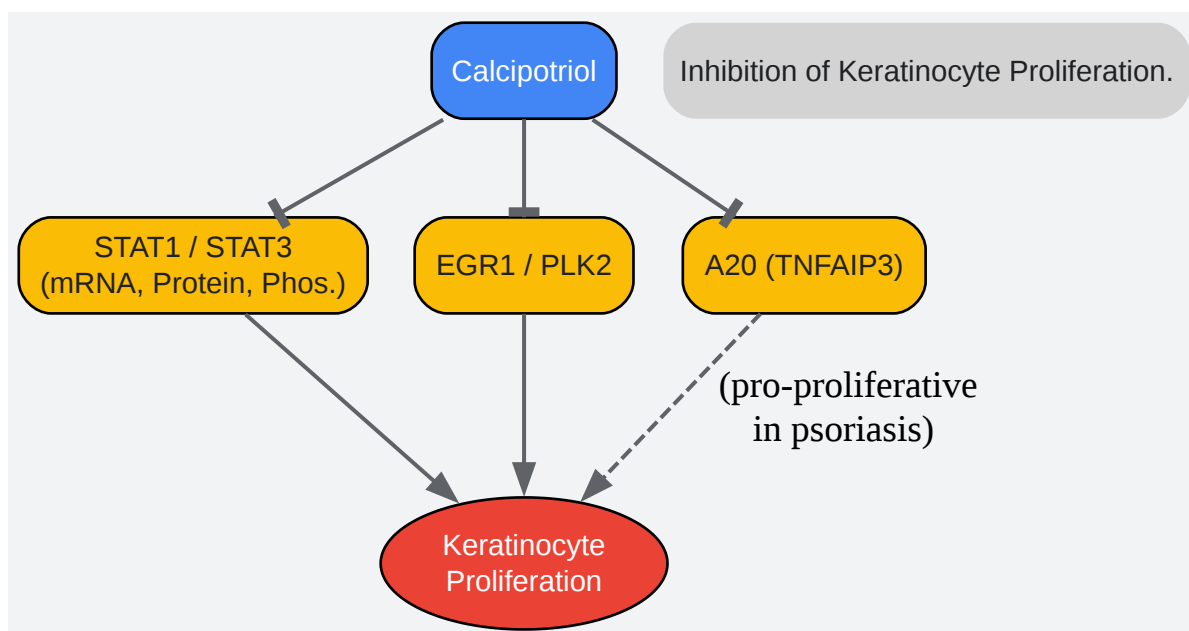 Calcipotriol
Inhibition of Keratinocyte Proliferation.
STAT1 / STAT3
(mRNA, Protein, Phos.)
EGR1 / PLK2
A20 (TNFAIP3)
(pro-proliferative
in psoriasis)
Keratinocyte
Proliferation